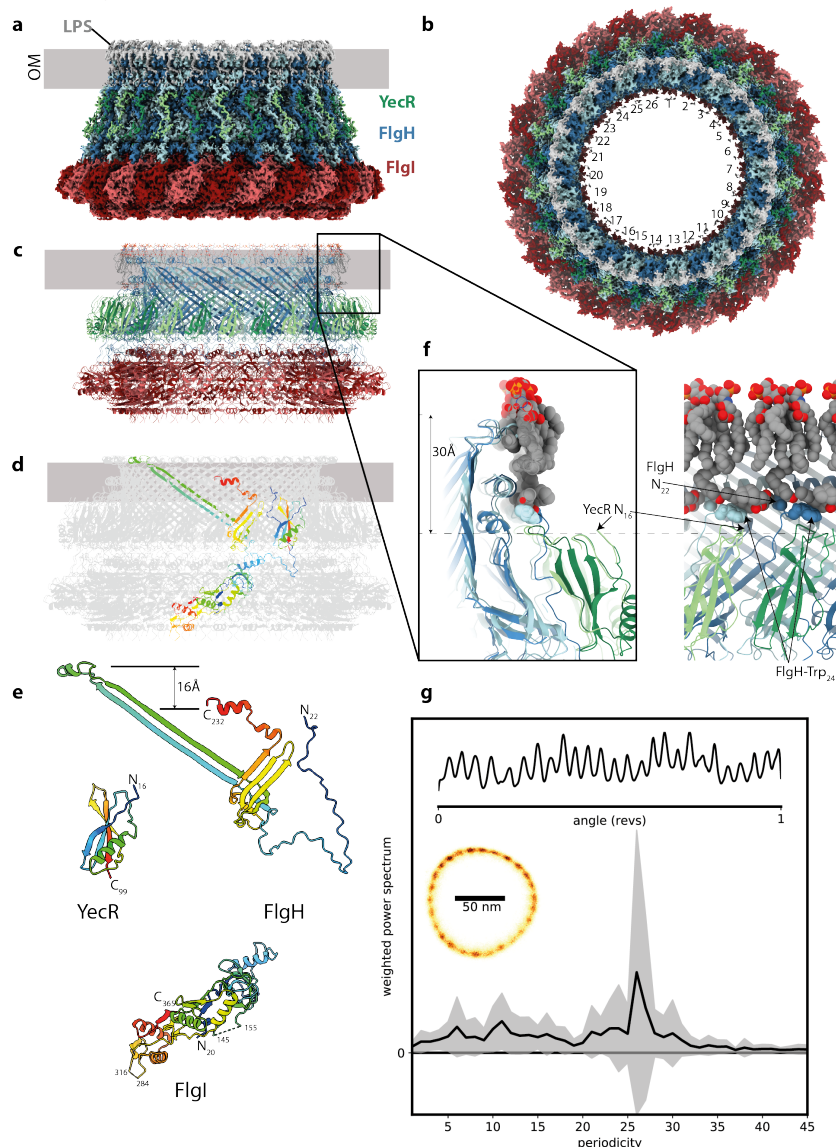 a
LPS
OM
YecR
FlgH
FlgI
b
26 1 2 3 4 5 6 7 8 9 10 11 12 13 14 15 16 17 18 19 20 21 22 23 24 25
c
d
e
16Å
C232
N22
N16
C99
YecR
FlgH
C365
N20
145
155
316
284
FlgI
f
30Å
YecR N16
FlgH
N22
FlgH-Trp24
g
0
angle (revs)
1
50 nm
weighted power spectrum
0
5 10 15 20 25 30 35 40 45
periodicity